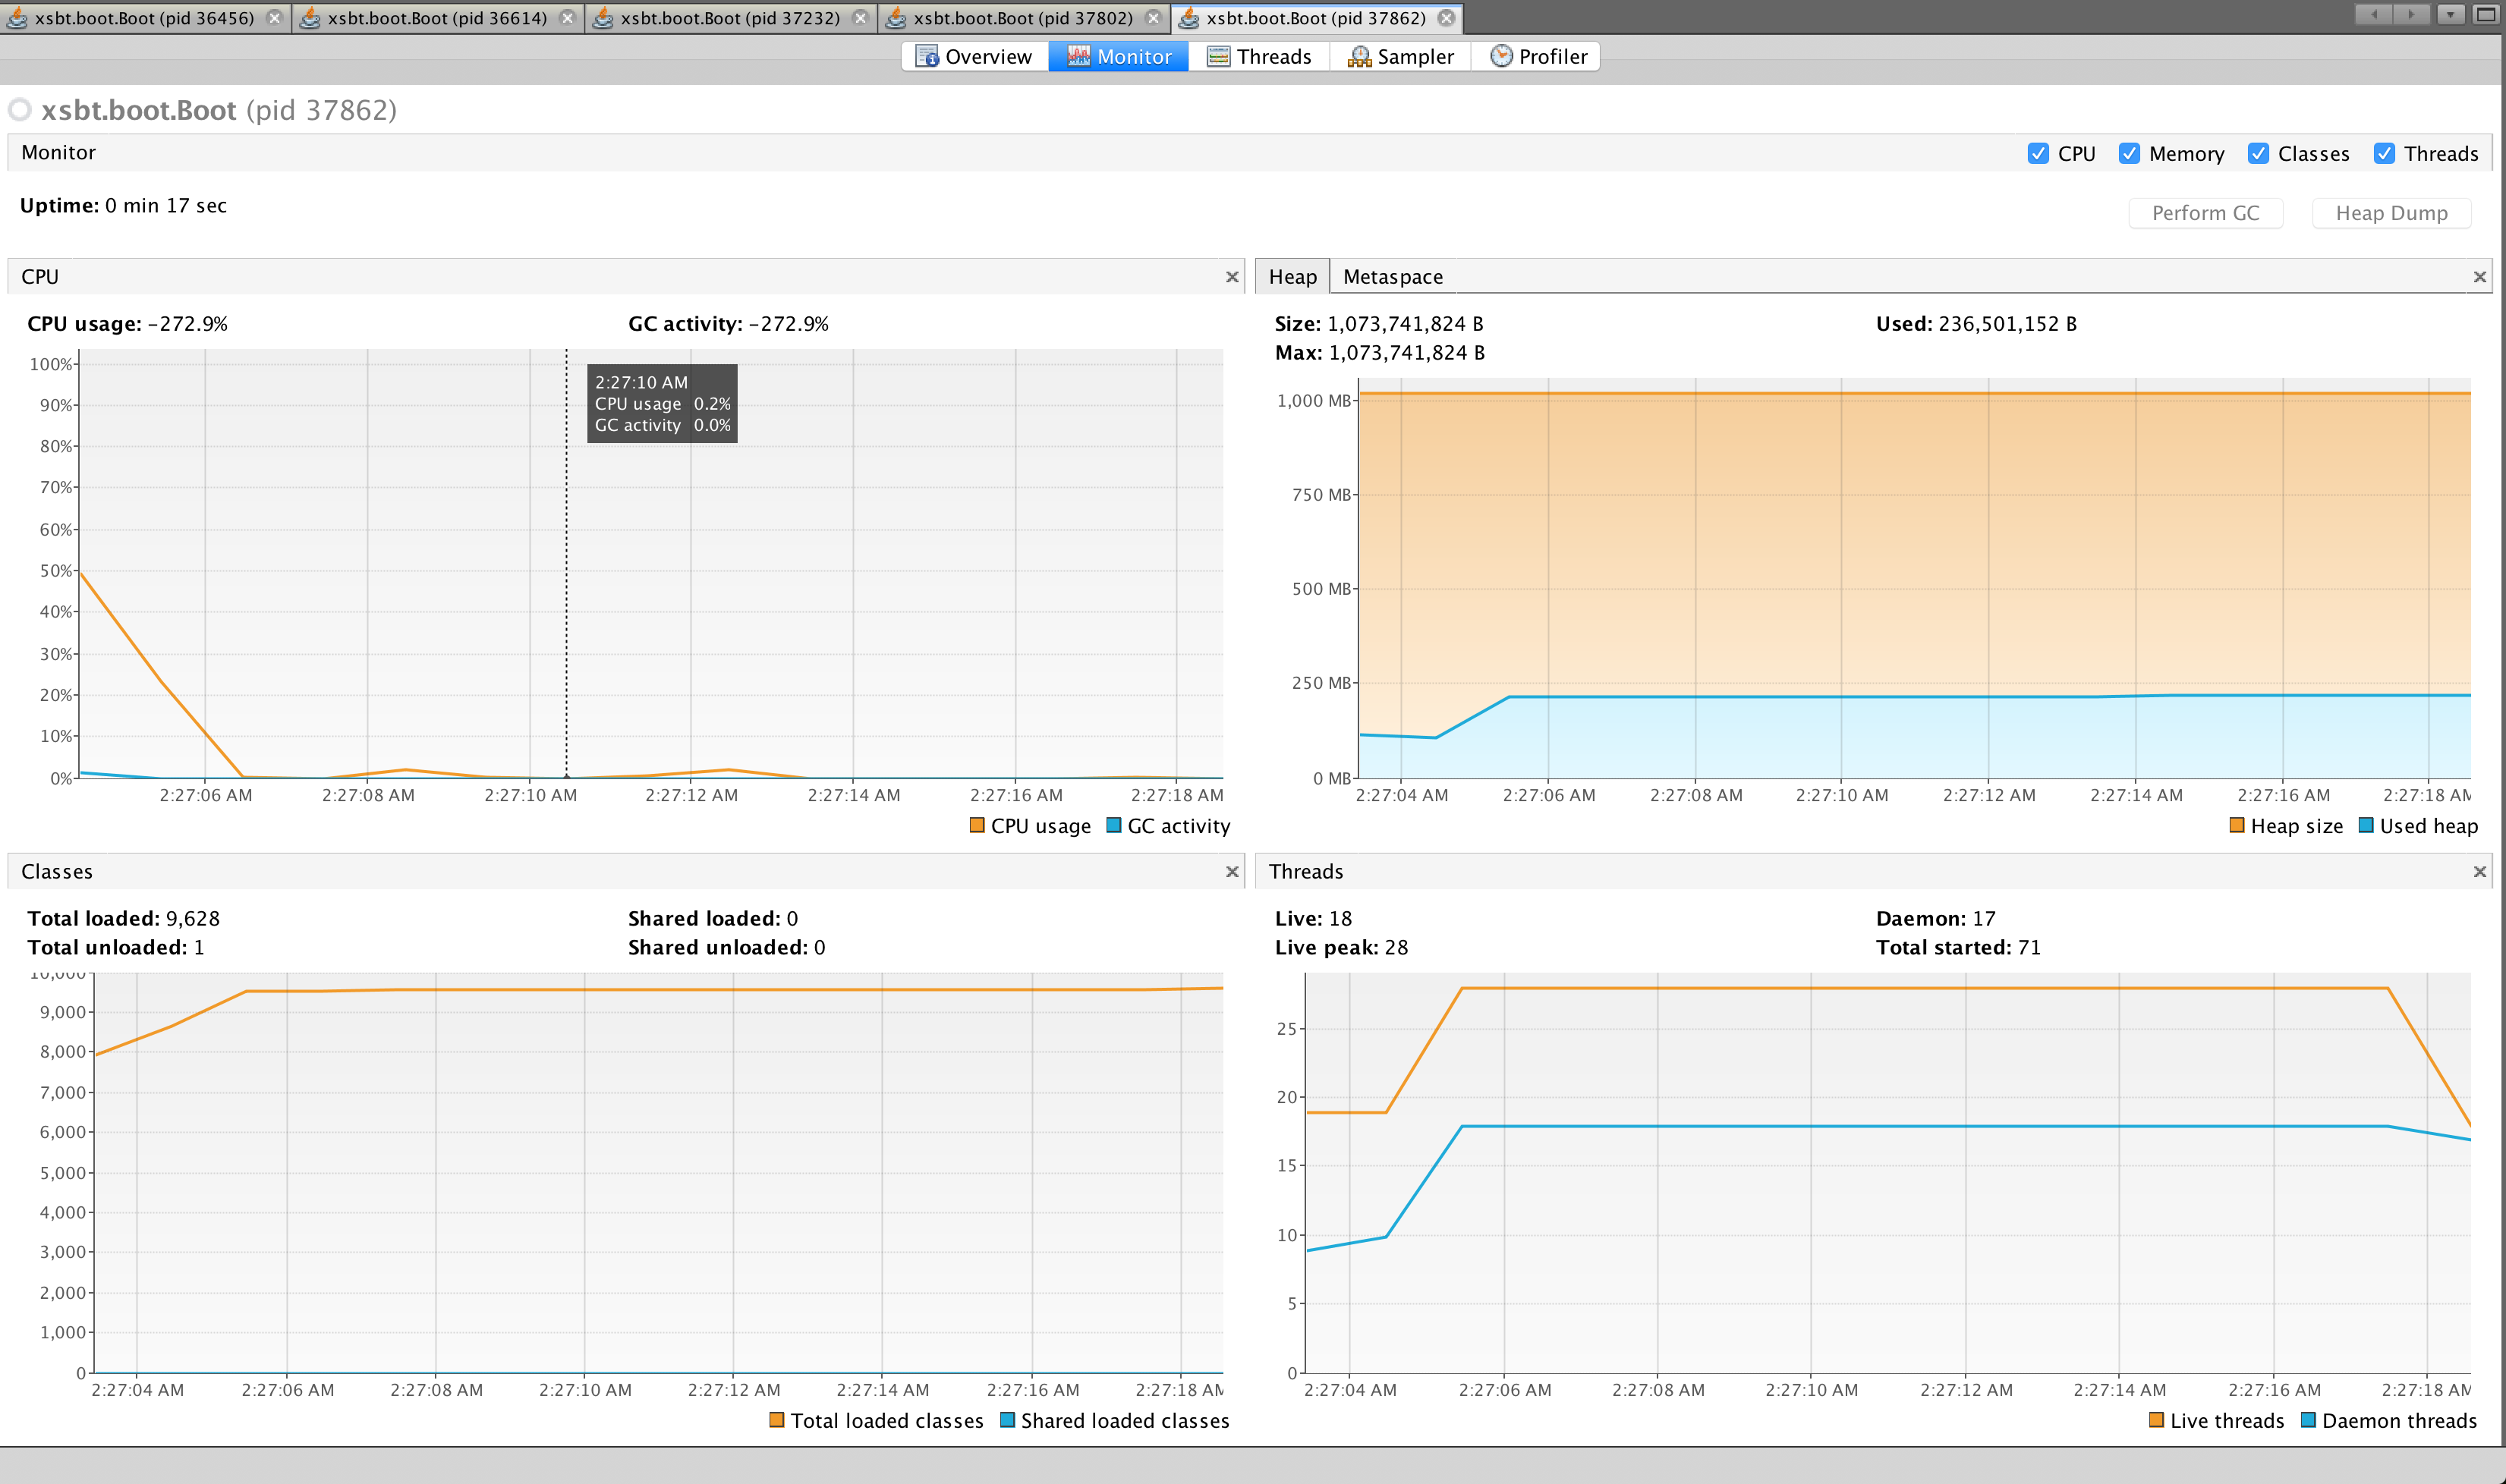 xsbt.boot.Boot (pid 36456) xsbt.boot.Boot (pid 36614) xsbt.boot.Boot (pid 37232) xsbt.boot.Boot (pid 37802) xsbt.boot.Boot (pid 37862)
Overview Monitor Threads Sampler Profiler
xsbt.boot.Boot (pid 37862)
Monitor CPU Memory Classes Threads
Uptime: 0 min 17 sec Perform GC Heap Dump
CPU
CPU usage: -272.9% GC activity: -272.9%
100%
90%
80%
70%
60%
50%
40%
30%
20%
10%
0%
2:27:10 AM
CPU usage 0.2%
GC activity 0.0%
2:27:06 AM 2:27:08 AM 2:27:10 AM 2:27:12 AM 2:27:14 AM 2:27:16 AM 2:27:18 AM
CPU usage GC activity
Heap Metaspace
Size: 1,073,741,824 B Used: 236,501,152 B
Max: 1,073,741,824 B
1,000 MB
750 MB
500 MB
250 MB
0 MB
2:27:04 AM 2:27:06 AM 2:27:08 AM 2:27:10 AM 2:27:12 AM 2:27:14 AM 2:27:16 AM 2:27:18 AM
Heap size Used heap
Classes
Total loaded: 9,628 Shared loaded: 0
Total unloaded: 1 Shared unloaded: 0
10,000
9,000
8,000
7,000
6,000
5,000
4,000
3,000
2,000
1,000
0
2:27:04 AM 2:27:06 AM 2:27:08 AM 2:27:10 AM 2:27:12 AM 2:27:14 AM 2:27:16 AM 2:27:18 AM
Total loaded classes Shared loaded classes
Threads
Live: 18 Daemon: 17
Live peak: 28 Total started: 71
25
20
15
10
5
0
2:27:04 AM 2:27:06 AM 2:27:08 AM 2:27:10 AM 2:27:12 AM 2:27:14 AM 2:27:16 AM 2:27:18 AM
Live threads Daemon threads